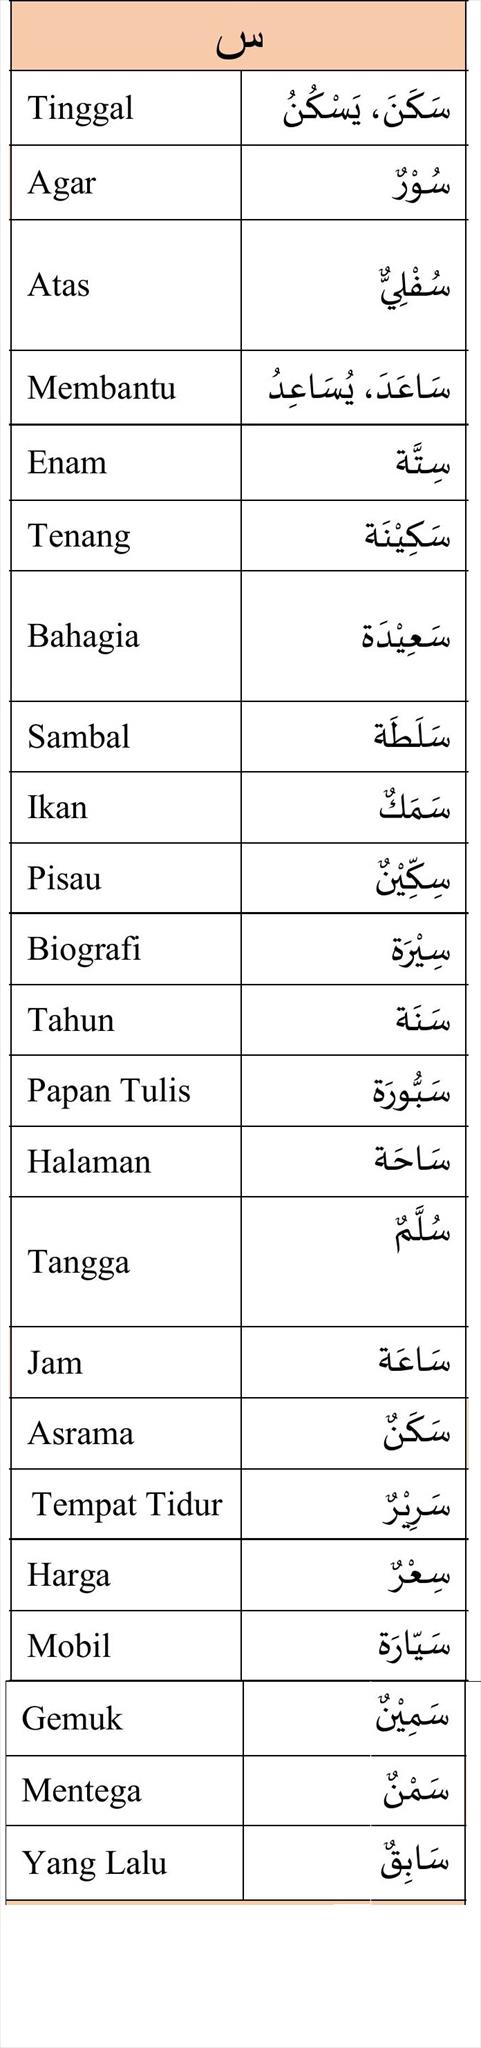 س
Tinggal سَكَنَ، يَسْكُنُ
Agar سُوْرٌ
Atas سُفْلِيٌّ
Membantu سَاعَدَ، يُسَاعِدُ
Enam سِتَّة
Tenang سَكِيْنَة
Bahagia سَعِيْدَة
Sambal سَلَطَة
Ikan سَمَكٌ
Pisau سِكِّيْنٌ
Biografi سِيْرَة
Tahun سَنَة
Papan Tulis سَبُّورَة
Halaman سَاحَة
Tangga سُلَّمٌ
Jam سَاعَة
Asrama سَكَنٌ
Tempat Tidur سَرِيْرٌ
Harga سِعْرٌ
Mobil سَيّارَة
Gemuk سَمِيْنٌ
Mentega سَمْنٌ
Yang Lalu سَابِقٌ